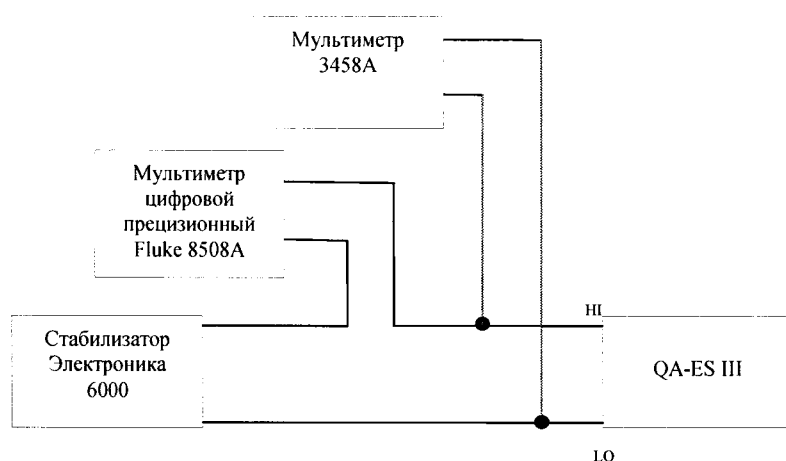 Мультиметр
3458A
Мультиметр
цифровой
прецизионный
Fluke 8508A
Стабилизатор
Электроника
6000
HI
QA-ES III
LO